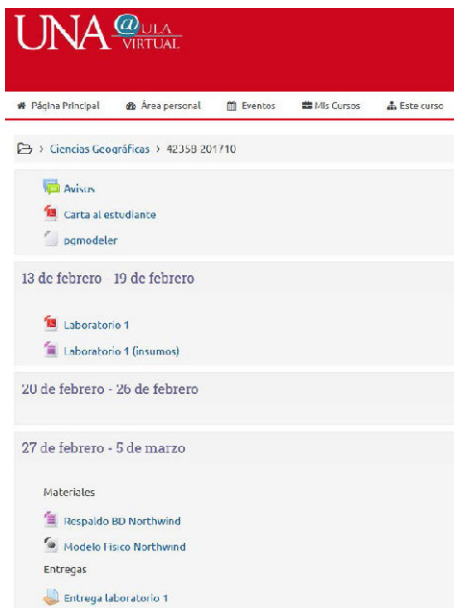 UNA @ULA
VIRTUAL
Página Principal Área personal Eventos Mis Cursos Este curso
> Ciencias Geográficas > 42358-201710
Avisos
Carta al estudiante
pgmodeler
13 de febrero - 19 de febrero
Laboratorio 1
Laboratorio 1 (insumos)
20 de febrero - 26 de febrero
27 de febrero - 5 de marzo
Materiales
Respaldo BD Northwind
Modelo Físico Northwind
Entregas
Entrega laboratorio 1